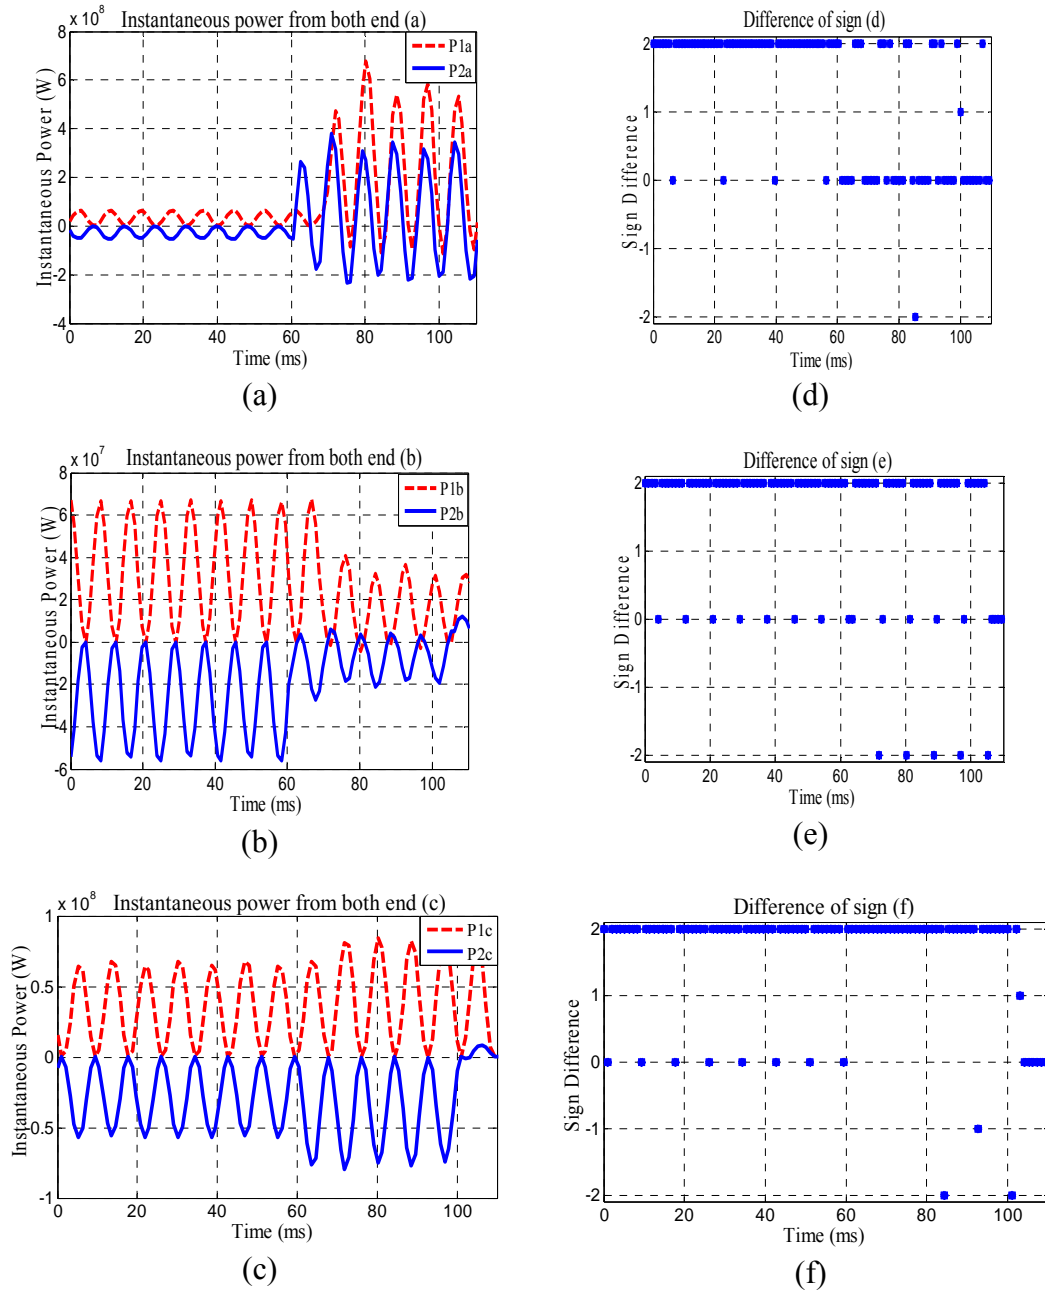 x 10^8 Instantaneous power from both end (a)
P1a
P2a
Instantaneous Power (W)
8
6
4
2
0
-2
-4
0 20 40 60 80 100
Time (ms)
(a)
Difference of sign (d)
Sign Difference
2
1
0
-1
-2
0 20 40 60 80 100
Time (ms)
(d)
x 10^7 Instantaneous power from both end (b)
P1b
P2b
Instantaneous Power (W)
8
6
4
2
0
-2
-4
-6
0 20 40 60 80 100
Time (ms)
(b)
Difference of sign (e)
Sign Difference
2
1
0
-1
-2
0 20 40 60 80 100
Time (ms)
(e)
x 10^8 Instantaneous power from both end (c)
P1c
P2c
Instantaneous Power (W)
1
0.5
0
-0.5
-1
0 20 40 60 80 100
Time (ms)
(c)
Difference of sign (f)
Sign Difference
2
1
0
-1
-2
0 20 40 60 80 100
Time (ms)
(f)